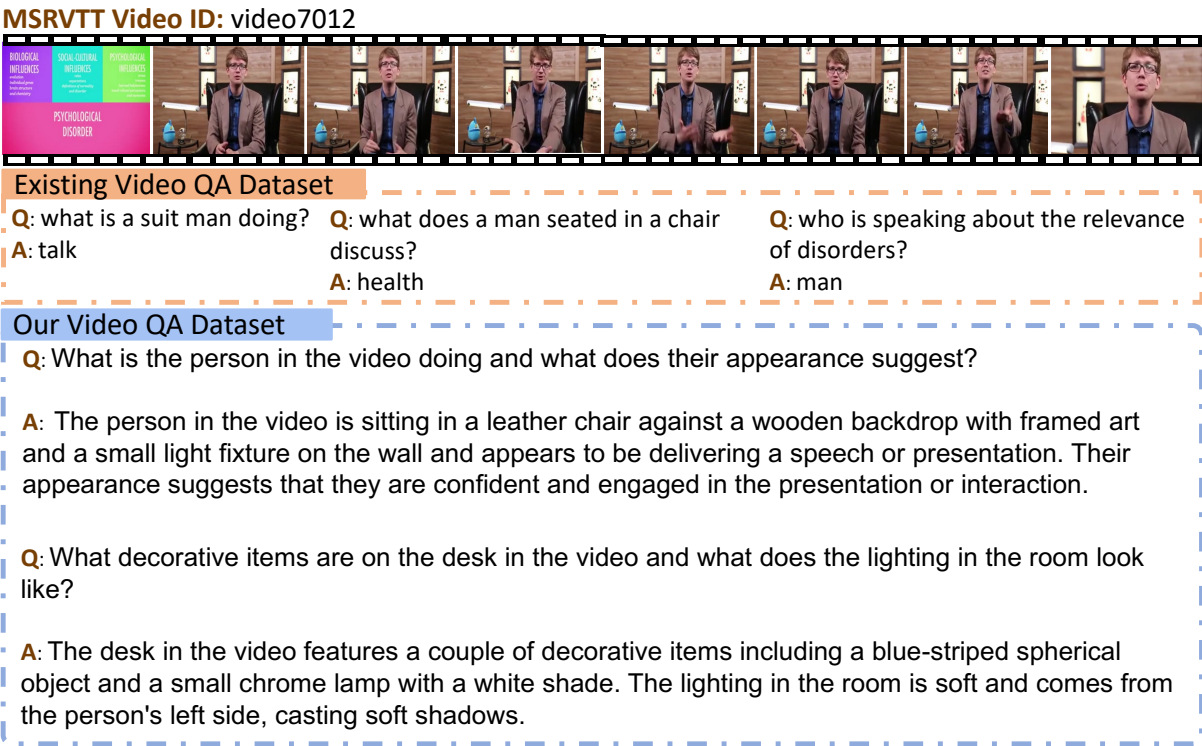 MSRVTT Video ID: video7012
BIOLOGICAL
INFLUENCES
SOCIAL-CULTURAL
INFLUENCES
PSYCHOLOGICAL
INFLUENCES
PSYCHOLOGICAL
DISORDER
Existing Video QA Dataset
Q: what is a suit man doing?
A: talk
Q: what does a man seated in a chair
discuss?
A: health
Q: who is speaking about the relevance
of disorders?
A: man
Our Video QA Dataset
Q: What is the person in the video doing and what does their appearance suggest?
A: The person in the video is sitting in a leather chair against a wooden backdrop with framed art
and a small light fixture on the wall and appears to be delivering a speech or presentation. Their
appearance suggests that they are confident and engaged in the presentation or interaction.
Q: What decorative items are on the desk in the video and what does the lighting in the room look
like?
A: The desk in the video features a couple of decorative items including a blue-striped spherical
object and a small chrome lamp with a white shade. The lighting in the room is soft and comes from
the person's left side, casting soft shadows.